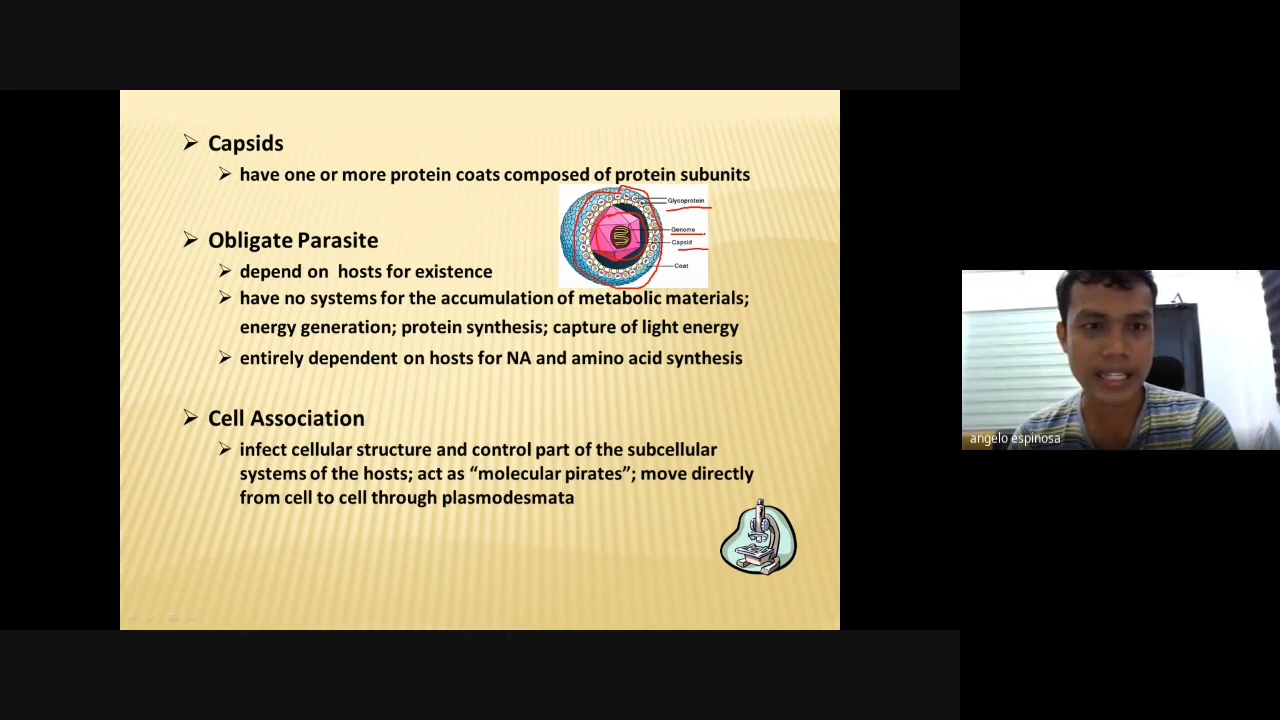 Capsids
have one or more protein coats composed of protein subunits
Glycoprotein
Genome
Capsid
Coat
Obligate Parasite
depend on hosts for existence
have no systems for the accumulation of metabolic materials;
energy generation; protein synthesis; capture of light energy
entirely dependent on hosts for NA and amino acid synthesis
Cell Association
infect cellular structure and control part of the subcellular
systems of the hosts; act as “molecular pirates”; move directly
from cell to cell through plasmodesmata
angelo espinosa